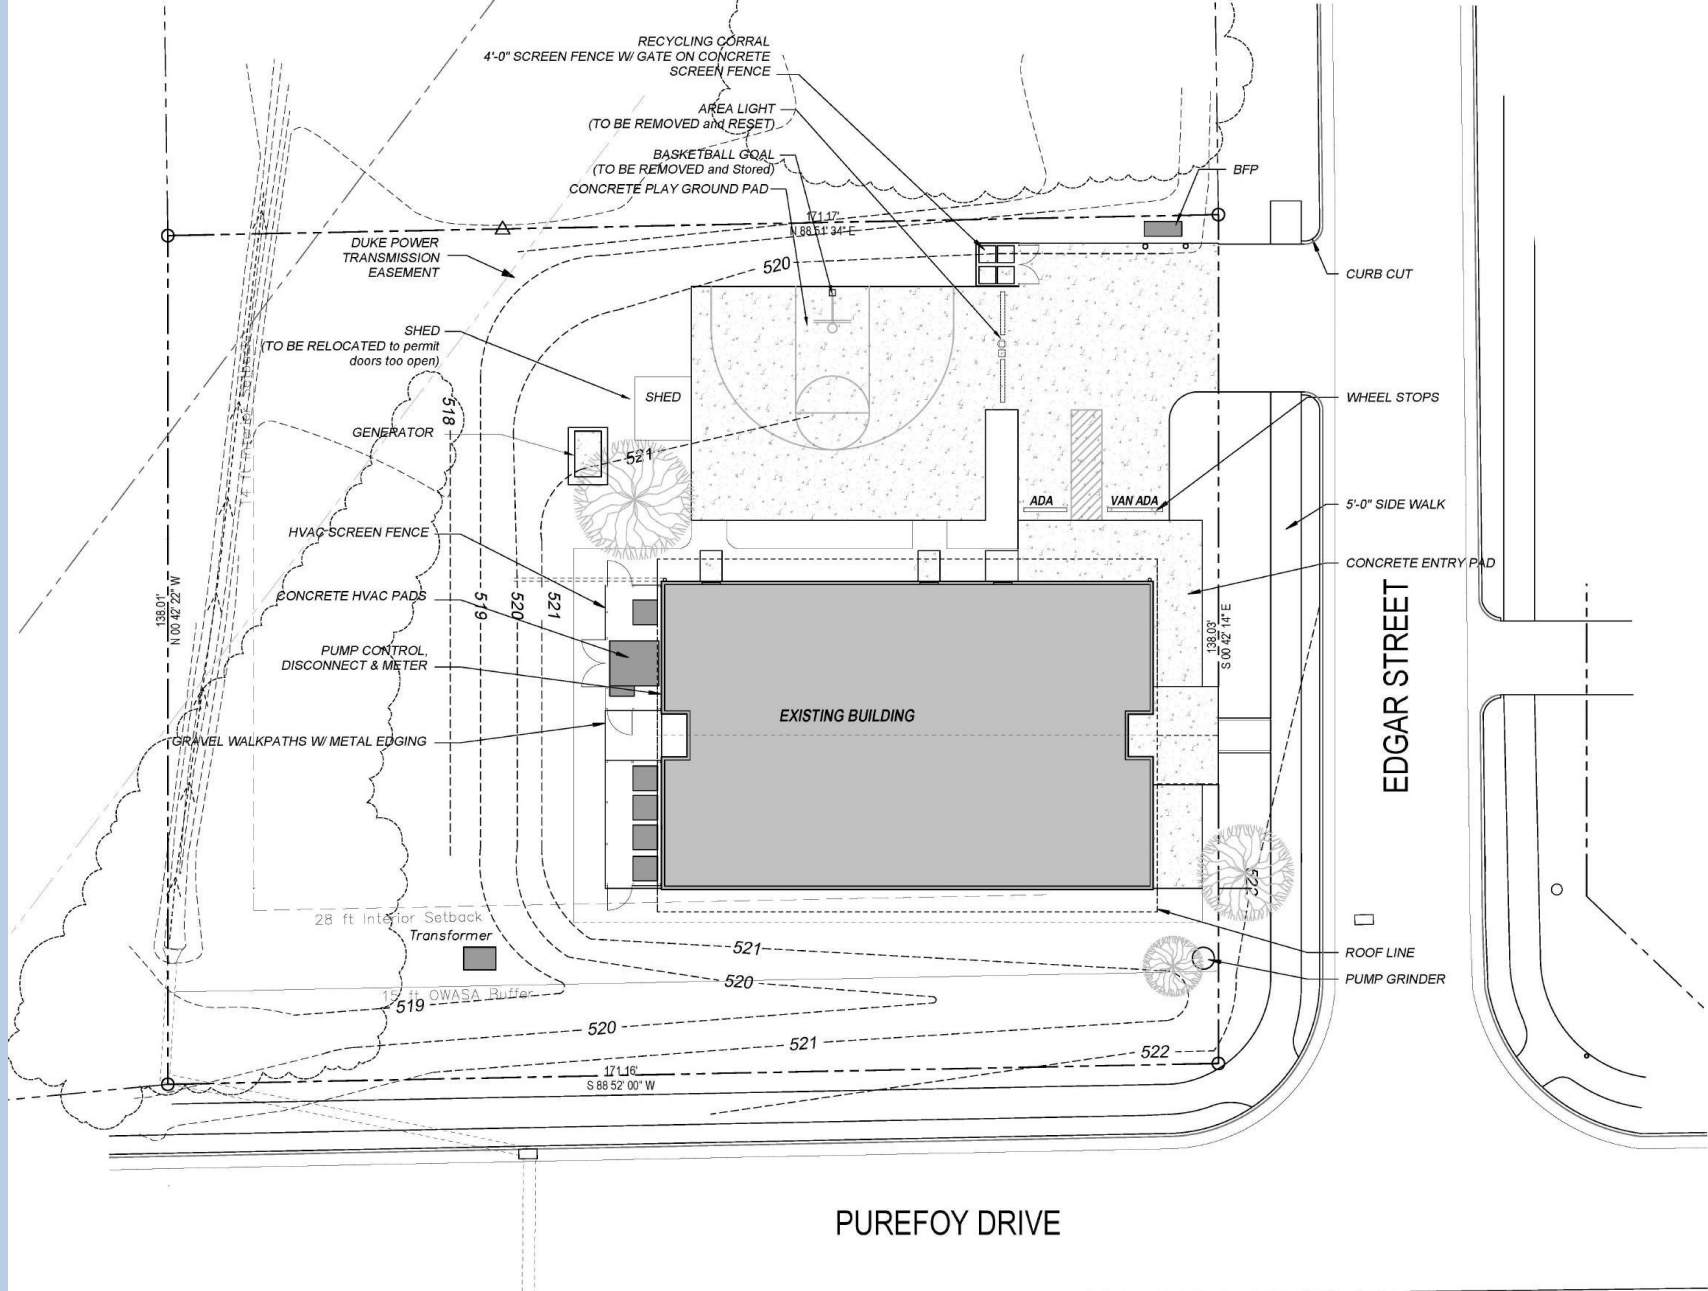 RECYCLING CORRAL
4'-0" SCREEN FENCE W/ GATE ON CONCRETE
SCREEN FENCE
AREA LIGHT
(TO BE REMOVED and RESET)
BASKETBALL GOAL
(TO BE REMOVED and Stored)
CONCRETE PLAY GROUND PAD
BFP
171.17'
N 88 51' 34" E
DUKE POWER
TRANSMISSION
EASEMENT
520
CURB CUT
SHED
(TO BE RELOCATED to permit
doors too open)
SHED
WHEEL STOPS
518
GENERATOR
521
ADA
VAN ADA
5'-0" SIDE WALK
HVAC SCREEN FENCE
CONCRETE ENTRY PAD
138.01'
N 00 42' 22" W
CONCRETE HVAC PADS
519
520
521
138.03'
S 00 42' 14" E
EDGAR STREET
PUMP CONTROL,
DISCONNECT & METER
EXISTING BUILDING
GRAVEL WALKPATHS W/ METAL EDGING
522
28 ft Interior Setback
Transformer
521
ROOF LINE
520
PUMP GRINDER
15 ft OWASA Buffer
519
520
521
522
171.16'
S 88 52' 00" W
PUREFOY DRIVE